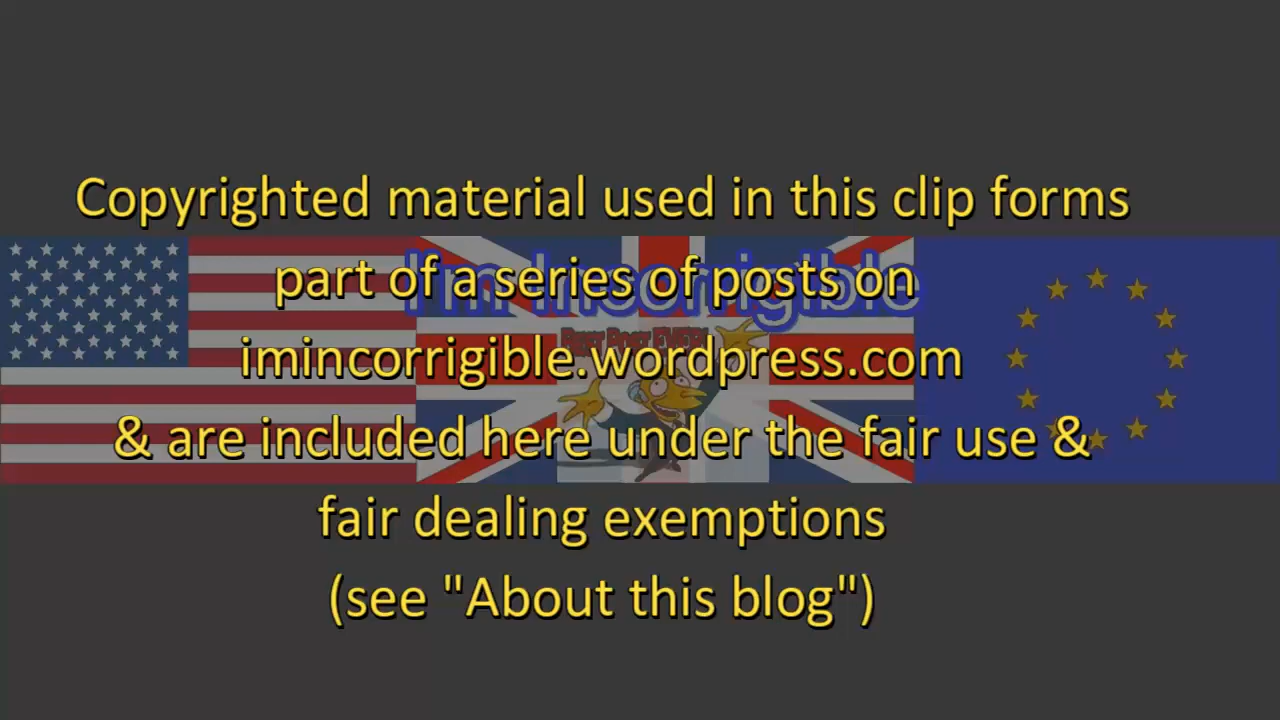 Copyrighted material used in this clip forms
part of a series of posts on
I'm Incorrigible
imincorrigible.wordpress.com
& are included here under the fair use &
fair dealing exemptions
(see "About this blog")